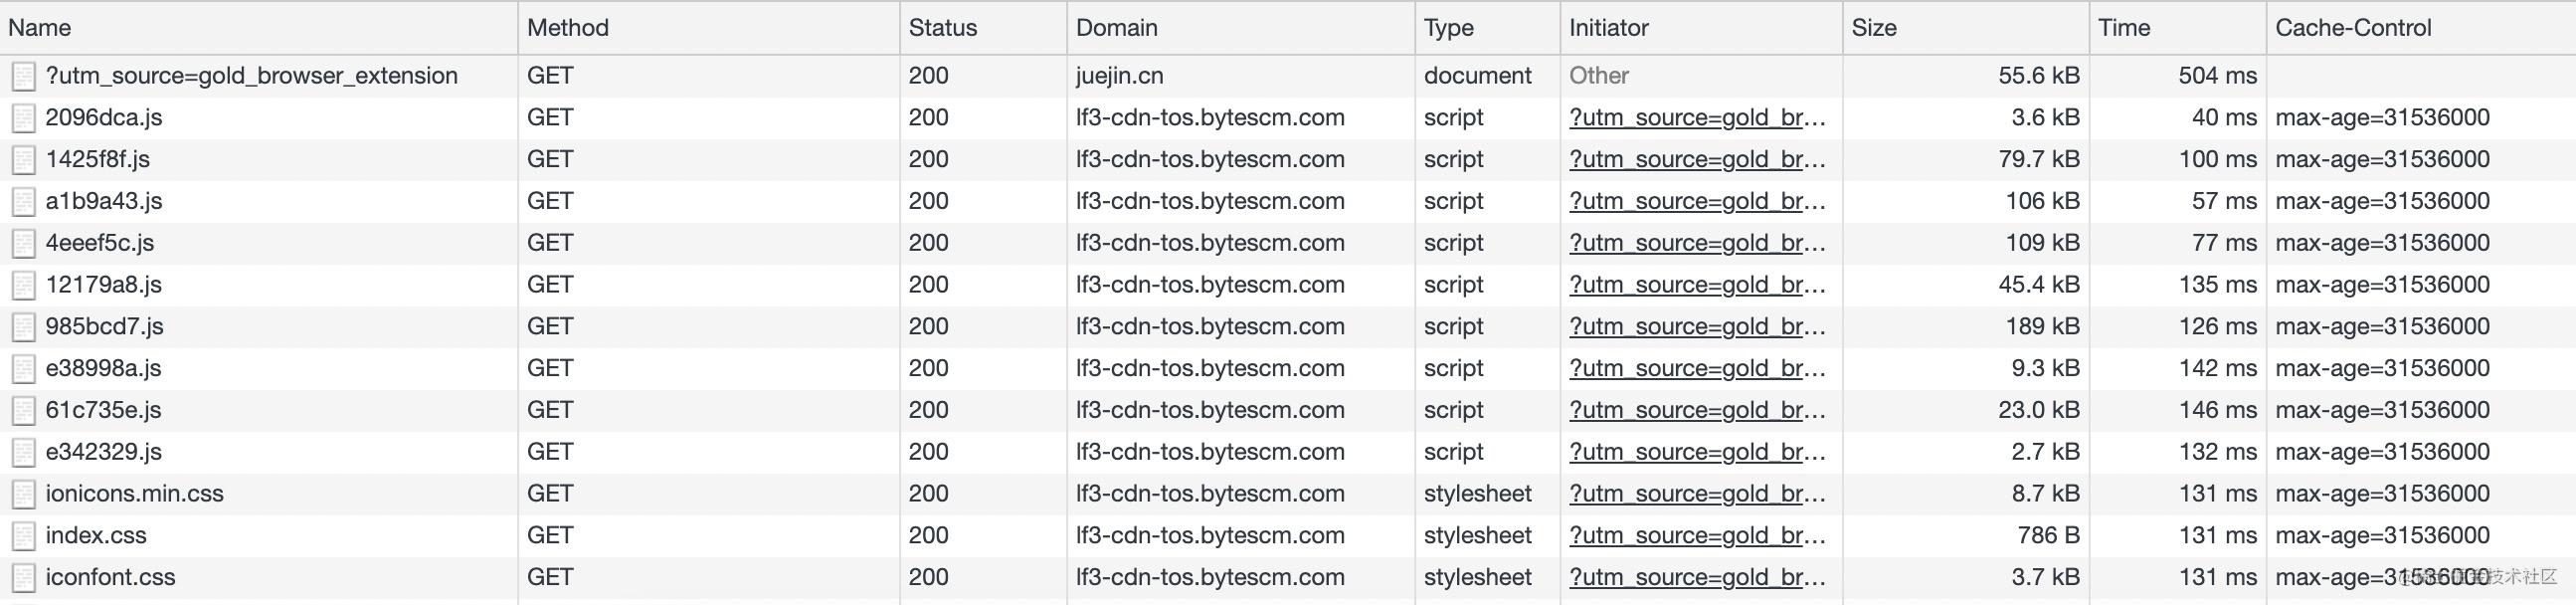 Name Method Status Domain Type Initiator Size Time Cache-Control
?utm_source=gold_browser_extension GET 200 juejin.cn document Other 55.6 kB 504 ms
2096dca.js GET 200 lf3-cdn-tos.bytescm.com script ?utm_source=gold_br... 3.6 kB 40 ms max-age=31536000
1425f8f.js GET 200 lf3-cdn-tos.bytescm.com script ?utm_source=gold_br... 79.7 kB 100 ms max-age=31536000
a1b9a43.js GET 200 lf3-cdn-tos.bytescm.com script ?utm_source=gold_br... 106 kB 57 ms max-age=31536000
4eeef5c.js GET 200 lf3-cdn-tos.bytescm.com script ?utm_source=gold_br... 109 kB 77 ms max-age=31536000
12179a8.js GET 200 lf3-cdn-tos.bytescm.com script ?utm_source=gold_br... 45.4 kB 135 ms max-age=31536000
985bcd7.js GET 200 lf3-cdn-tos.bytescm.com script ?utm_source=gold_br... 189 kB 126 ms max-age=31536000
e38998a.js GET 200 lf3-cdn-tos.bytescm.com script ?utm_source=gold_br... 9.3 kB 142 ms max-age=31536000
61c735e.js GET 200 lf3-cdn-tos.bytescm.com script ?utm_source=gold_br... 23.0 kB 146 ms max-age=31536000
e342329.js GET 200 lf3-cdn-tos.bytescm.com script ?utm_source=gold_br... 2.7 kB 132 ms max-age=31536000
ionicons.min.css GET 200 lf3-cdn-tos.bytescm.com stylesheet ?utm_source=gold_br... 8.7 kB 131 ms max-age=31536000
index.css GET 200 lf3-cdn-tos.bytescm.com stylesheet ?utm_source=gold_br... 786 B 131 ms max-age=31536000
iconfont.css GET 200 lf3-cdn-tos.bytescm.com stylesheet ?utm_source=gold_br... 3.7 kB 131 ms max-age=31536000
技术社区